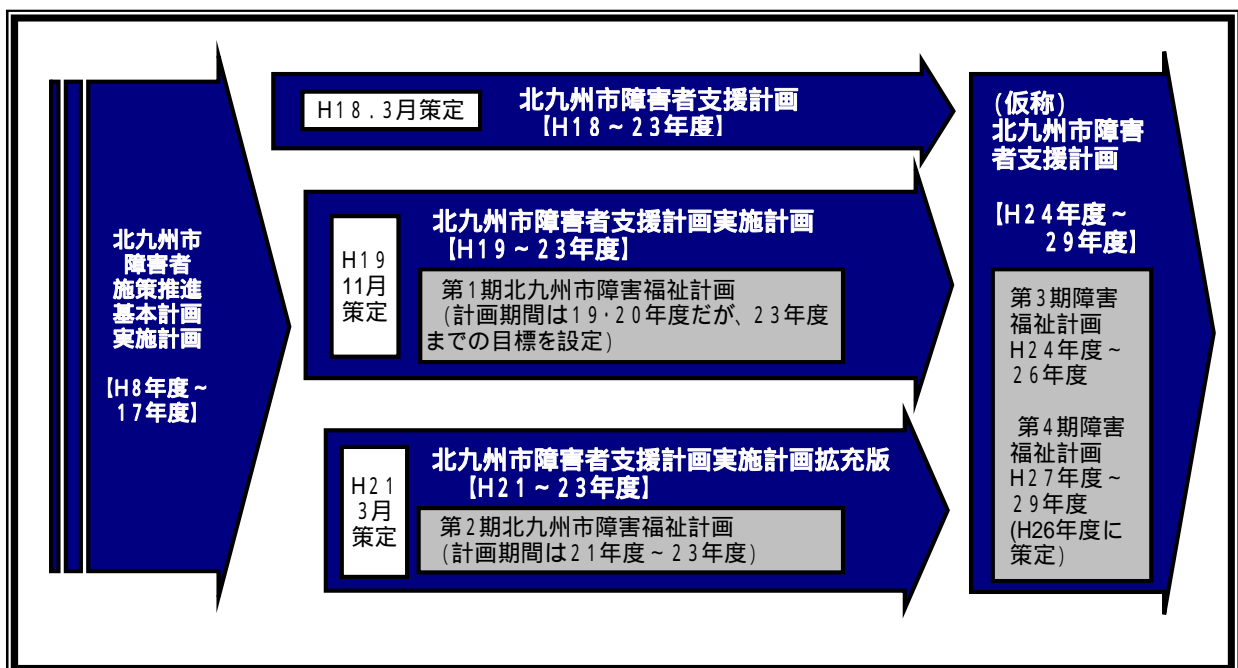 北九州市
障害者
施策推進
基本計画
実施計画
【H8年度～
17年度】
H18.3月策定
北九州市障害者支援計画
【H18～23年度】
H19
11月
策定
北九州市障害者支援計画実施計画
【H19～23年度】
第1期北九州市障害福祉計画
(計画期間は19・20年度だが、23年度
までの目標を設定)
H21
3月
策定
北九州市障害者支援計画実施計画拡充版
【H21～23年度】
第2期北九州市障害福祉計画
(計画期間は21年度～23年度)
(仮称)
北九州市障害
者支援計画
【H24年度～
29年度】
第3期障害
福祉計画
H24年度～
26年度
第4期障害
福祉計画
H27年度～
29年度
(H26年度に
策定)